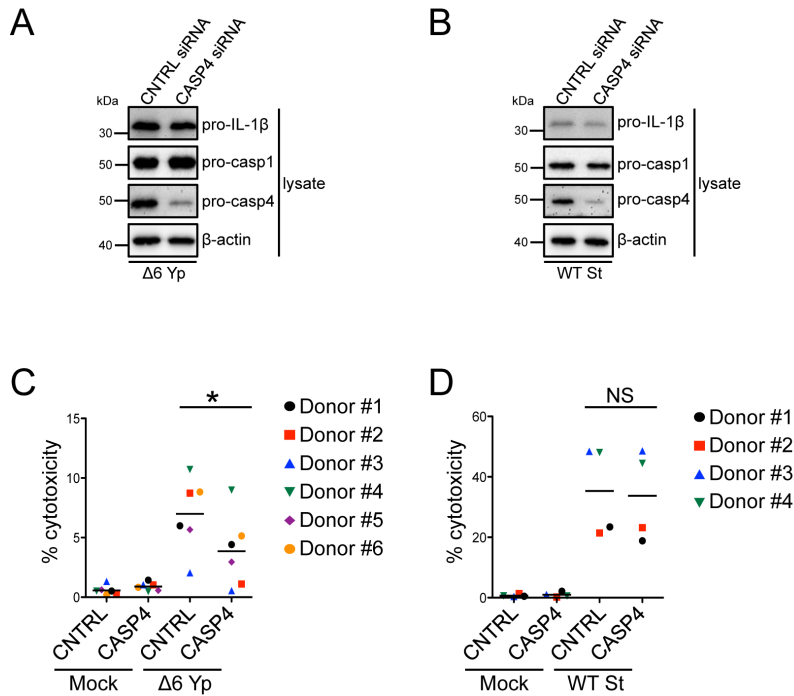 A
CNTRL siRNA
CASP4 siRNA
kDa
30
pro-IL-1β
50
pro-casp1
50
pro-casp4
40
β-actin
lysate
Δ6 Yp
B
CNTRL siRNA
CASP4 siRNA
kDa
30
pro-IL-1β
50
pro-casp1
50
pro-casp4
40
β-actin
lysate
WT St
C
% cytotoxicity
15
10
5
0
*
CNTRL
CASP4
CNTRL
CASP4
Mock
Δ6 Yp
Donor #1
Donor #2
Donor #3
Donor #4
Donor #5
Donor #6
D
% cytotoxicity
60
40
20
0
NS
CNTRL
CASP4
CNTRL
CASP4
Mock
WT St
Donor #1
Donor #2
Donor #3
Donor #4